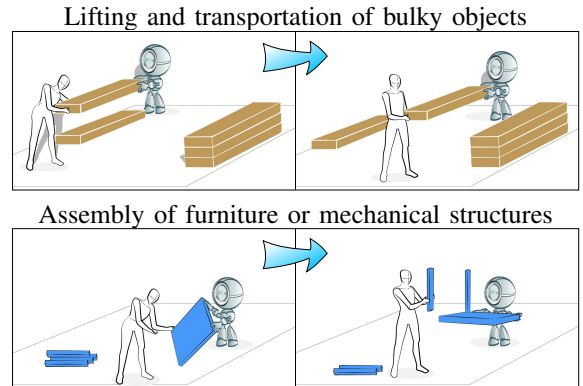 Lifting and transportation of bulky objects
Assembly of furniture or mechanical structures